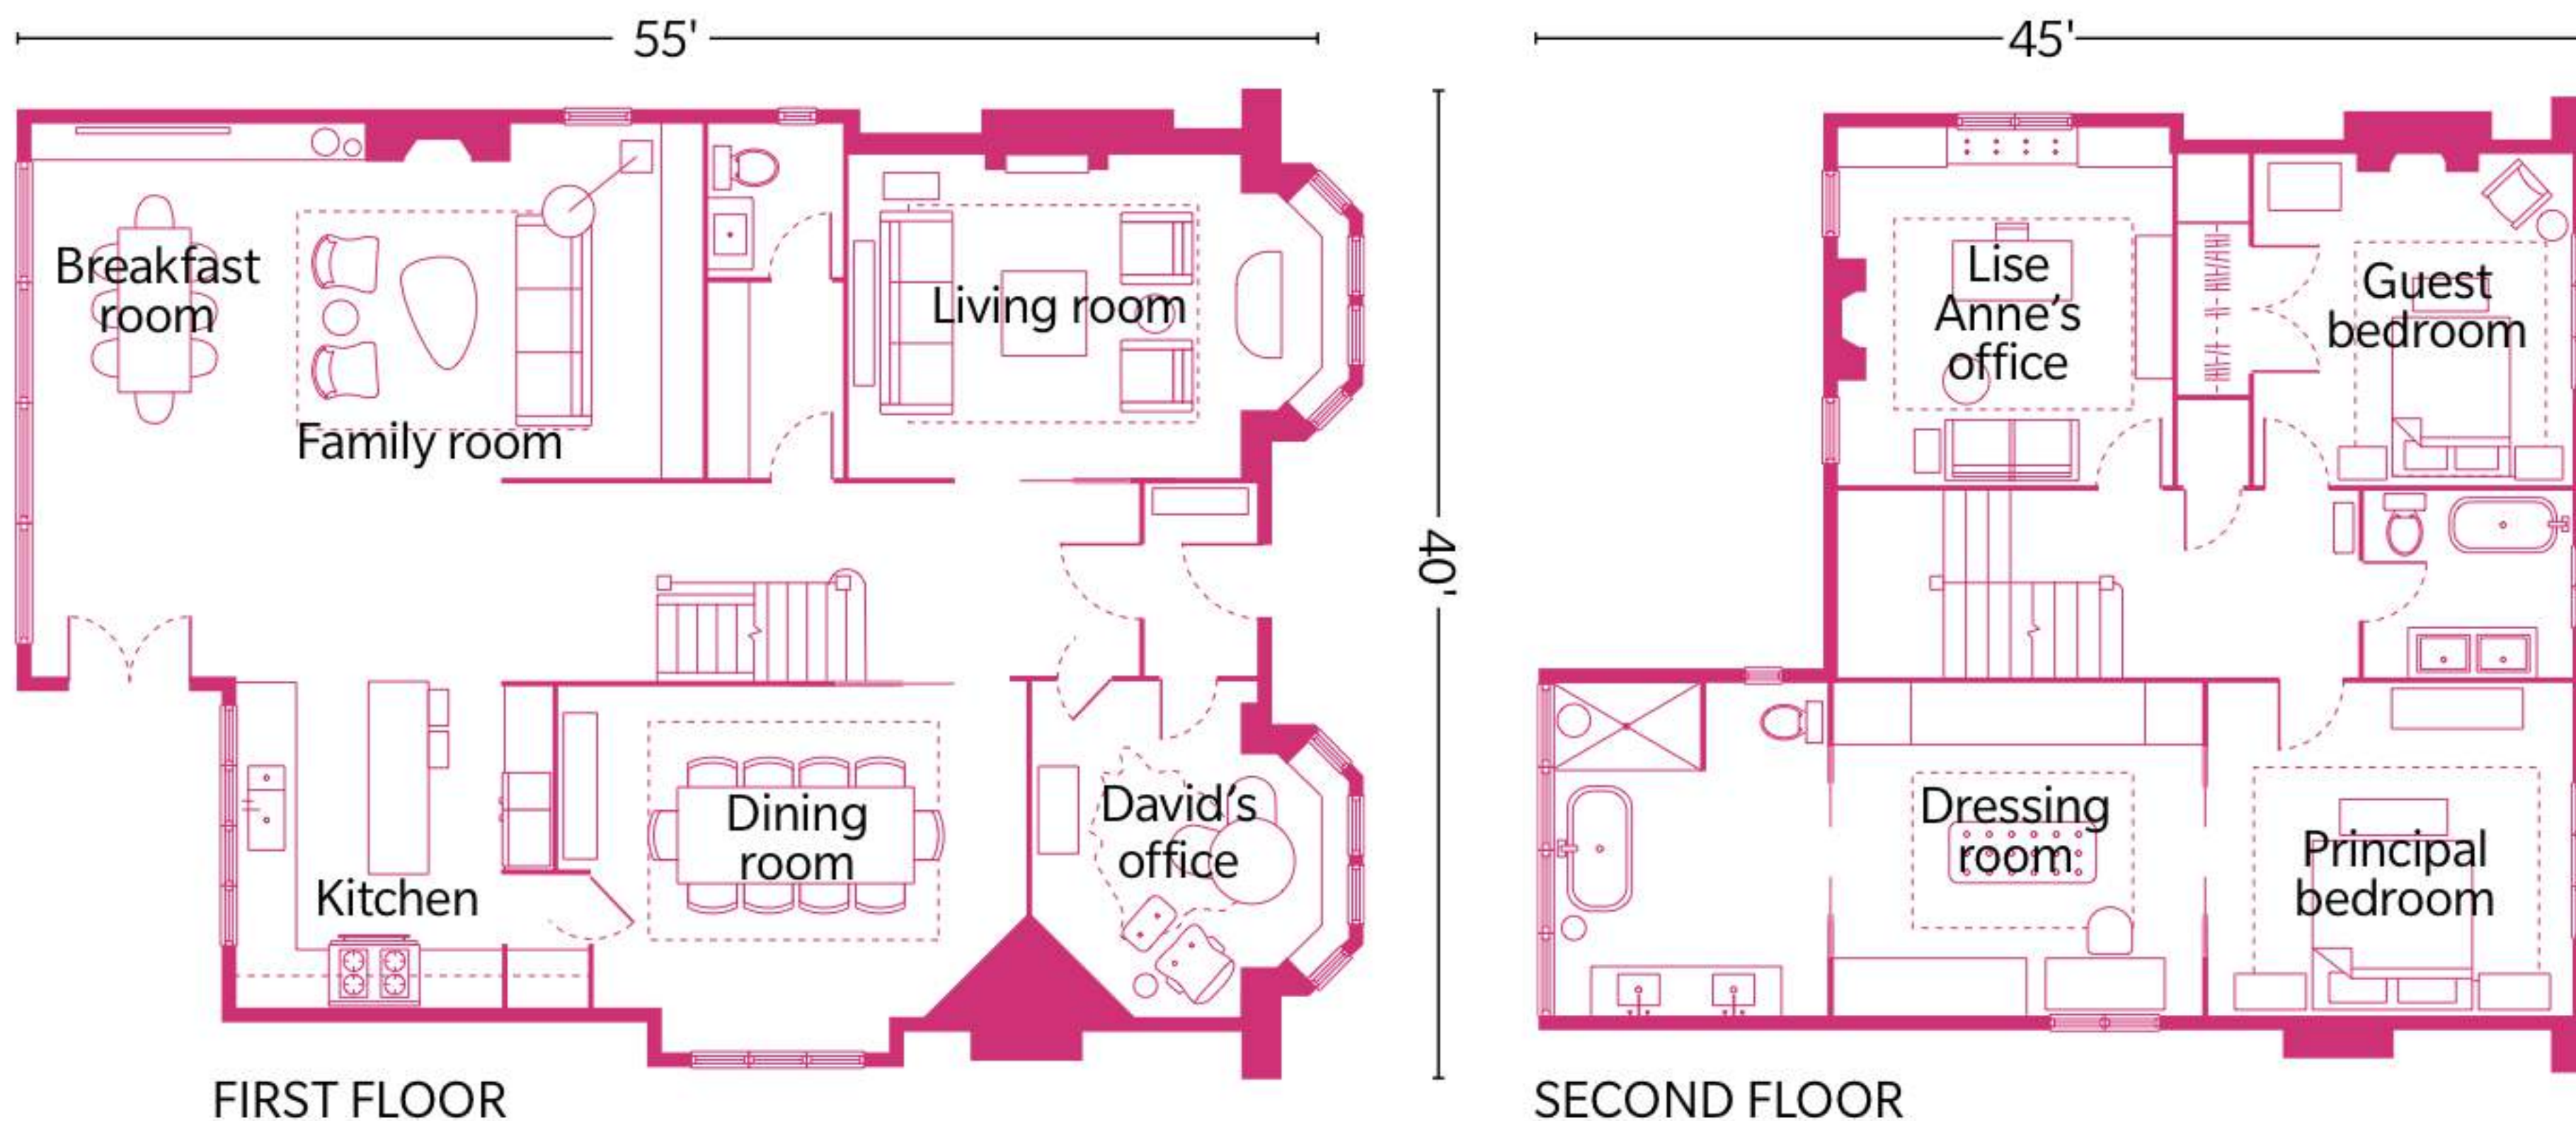 55'
45'
Breakfast
room
Family room
Living room
Lise
Anne's
office
Guest
bedroom
40'
Kitchen
Dining
room
David's
office
Dressing
room
Principal
bedroom
FIRST FLOOR
SECOND FLOOR